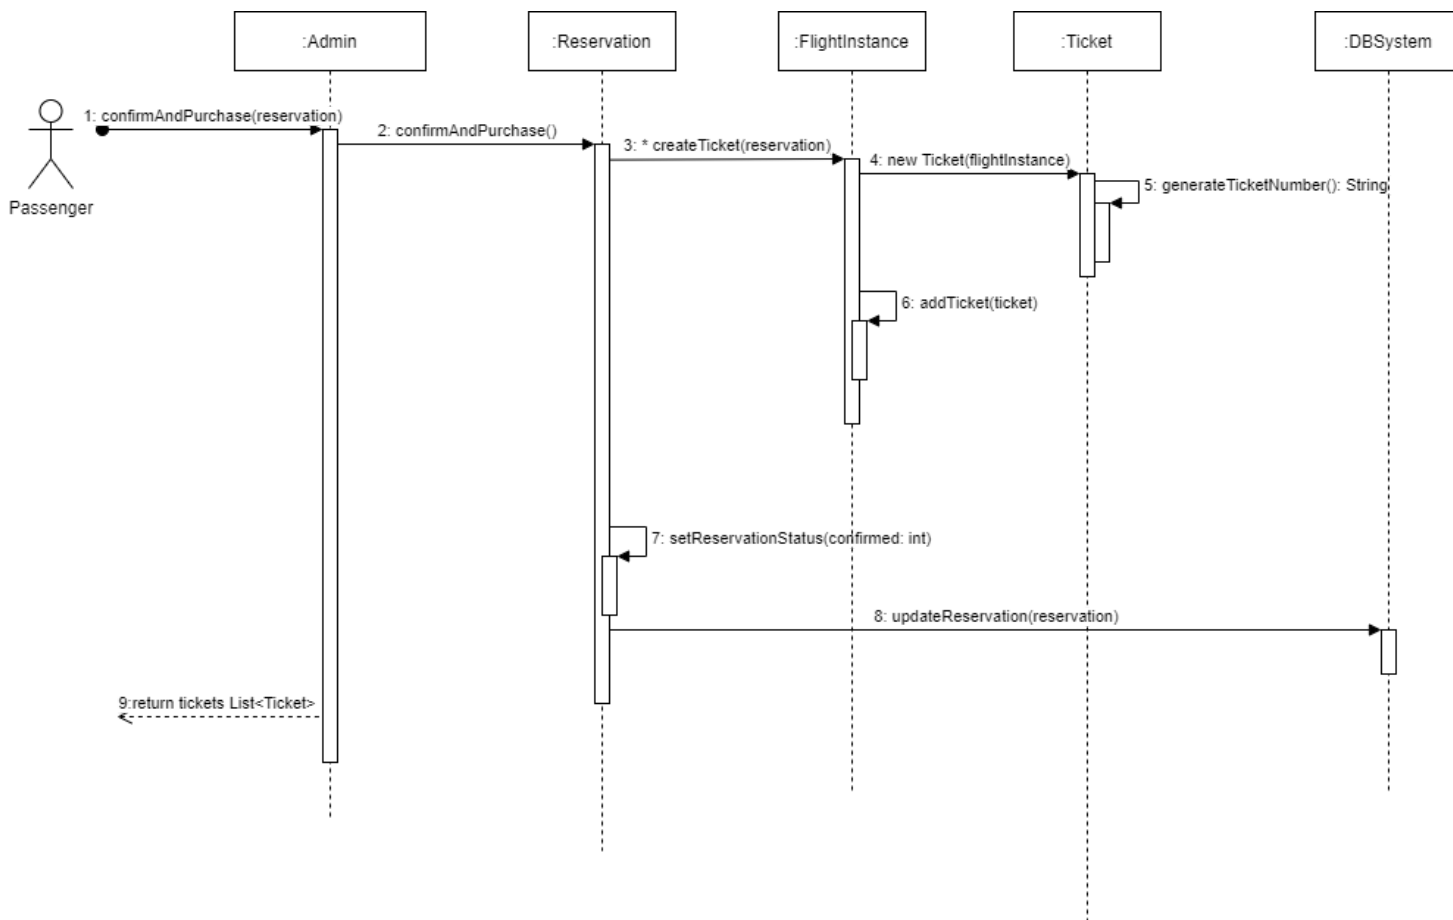 :Admin
:Reservation
:FlightInstance
:Ticket
:DBSystem
1: confirmAndPurchase(reservation)
2: confirmAndPurchase()
3: * createTicket(reservation)
4: new Ticket(flightInstance)
5: generateTicketNumber(): String
Passenger
6: addTicket(ticket)
7: setReservationStatus(confirmed: int)
8: updateReservation(reservation)
9:return tickets List<Ticket>